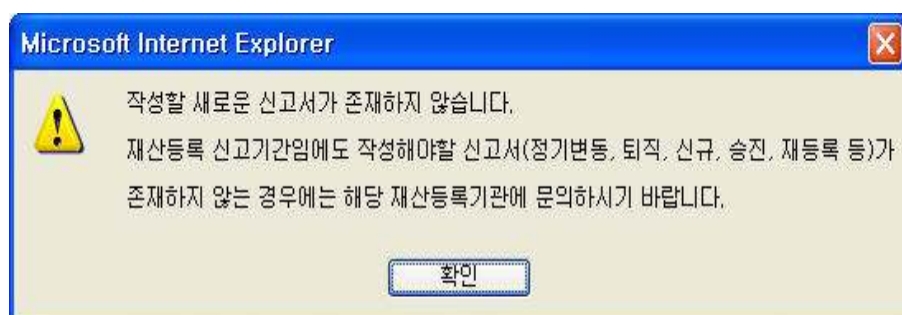 Microsoft Internet Explorer
작성할 새로운 신고서가 존재하지 않습니다.
재산등록 신고기간임에도 작성해야할 신고서(정기변동, 퇴직, 신규, 승진, 재등록 등)가
존재하지 않는 경우에는 해당 재산등록기관에 문의하시기 바랍니다.
확인